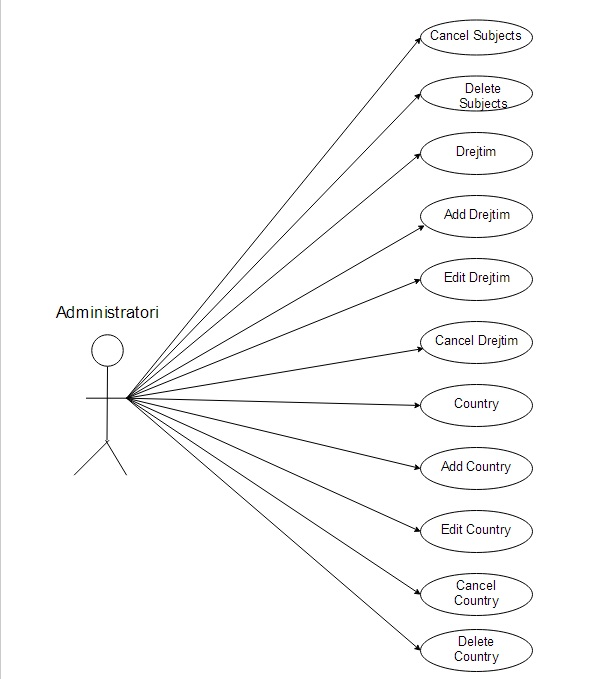 Cancel Subjects
Delete
Subjects
Drejtim
Add Drejtim
Edit Drejtim
Administratori
Cancel Drejtim
Country
Add Country
Edit Country
Cancel
Country
Delete
Country